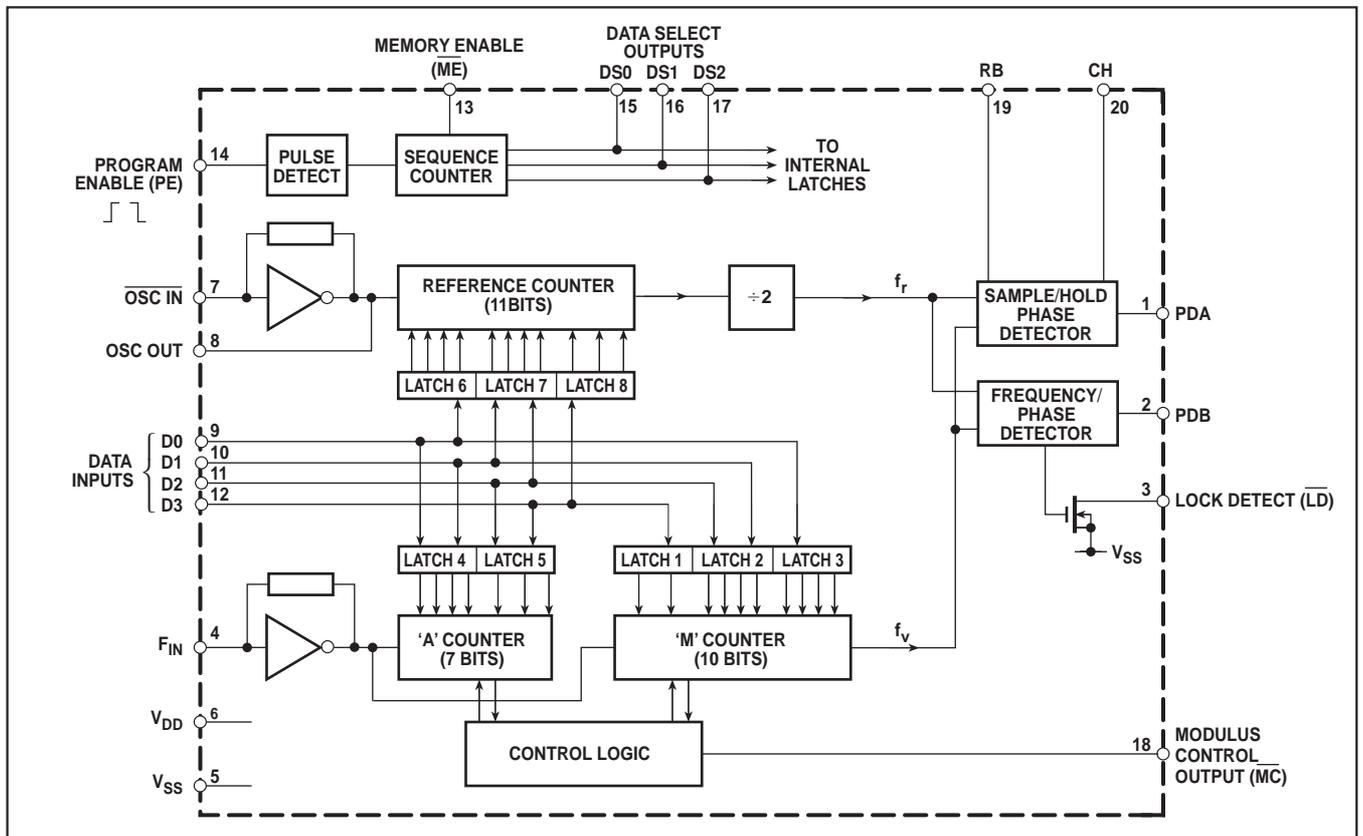 MEMORY ENABLE
(M̅E̅)
13
DATA SELECT
OUTPUTS
DS0 DS1 DS2
15 16 17
RB
19
CH
20
PROGRAM
ENABLE (PE)
14
PULSE
DETECT
SEQUENCE
COUNTER
TO
INTERNAL
LATCHES
O̅S̅C̅ I̅N̅
7
OSC OUT
8
REFERENCE COUNTER
(11BITS)
÷2
fr
SAMPLE/HOLD
PHASE
DETECTOR
1
PDA
LATCH 6 LATCH 7 LATCH 8
FREQUENCY/
PHASE
DETECTOR
2
PDB
DATA
INPUTS
D0 9
D1 10
D2 11
D3 12
3
LOCK DETECT (L̅D̅)
VSS
LATCH 4 LATCH 5
LATCH 1 LATCH 2 LATCH 3
FIN
4
'A' COUNTER
(7 BITS)
'M' COUNTER
(10 BITS)
fv
VDD
6
VSS
5
CONTROL LOGIC
18
MODULUS
CONTROL
OUTPUT (M̅C̅)